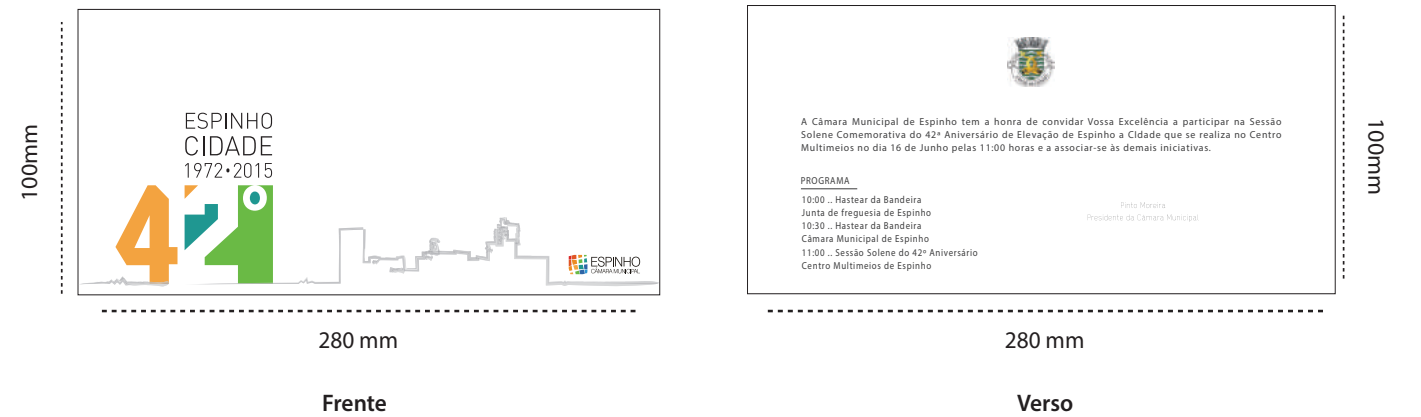 100mm
ESPINHO
CIDADE
1972•2015
42º
ESPINHO
CÂMARA MUNICIPAL
280 mm
Frente
A Câmara Municipal de Espinho tem a honra de convidar Vossa Excelência a participar na Sessão
Solene Comemorativa do 42ª Aniversário de Elevação de Espinho a CIdade que se realiza no Centro
Multimeios no dia 16 de Junho pelas 11:00 horas e a associar-se às demais iniciativas.
PROGRAMA
10:00 .. Hastear da Bandeira
Junta de freguesia de Espinho
10:30 .. Hastear da Bandeira
Câmara Municipal de Espinho
11:00 .. Sessão Solene do 42º Aniversário
Centro Multimeios de Espinho
Pinto Moreira
Presidente da Câmara Municipal
100mm
280 mm
Verso